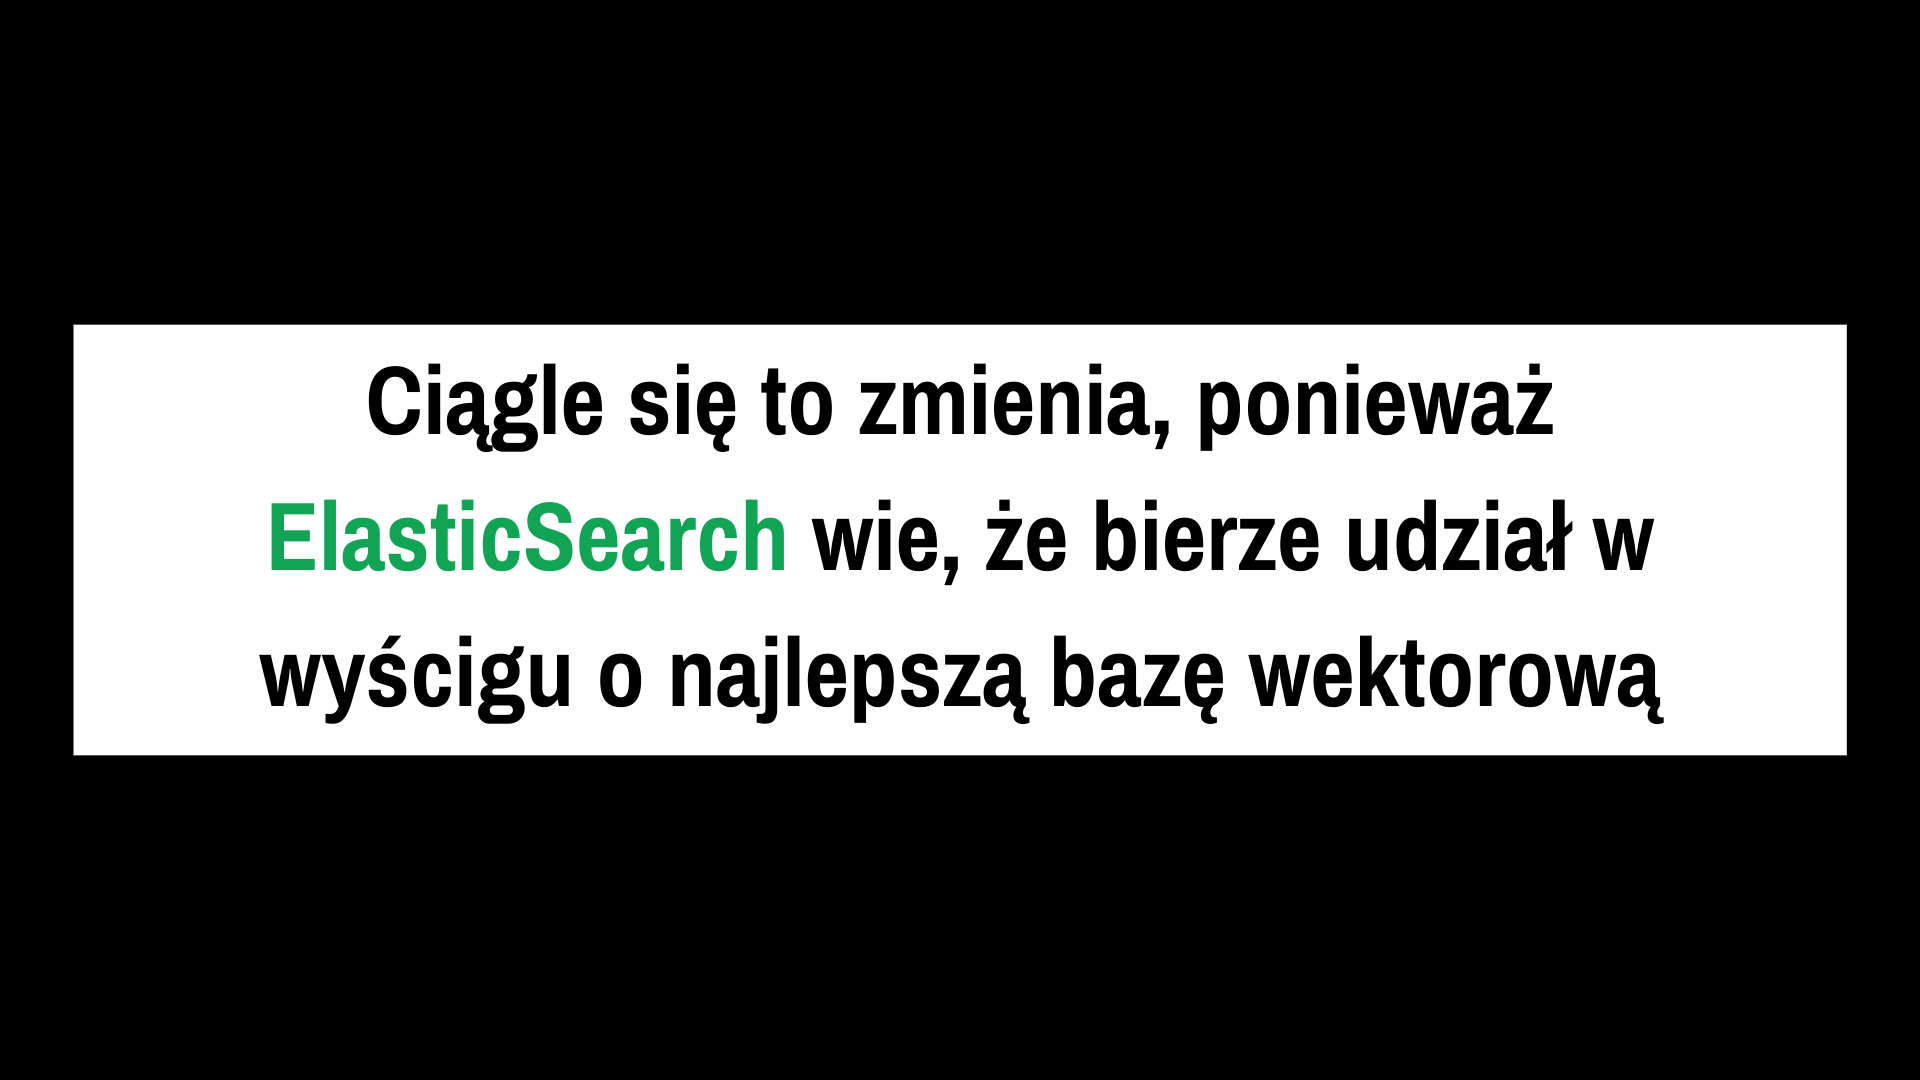 Ciągle się to zmienia, ponieważ
ElasticSearch wie, że bierze udział w
wyścigu o najlepszą bazę wektorową